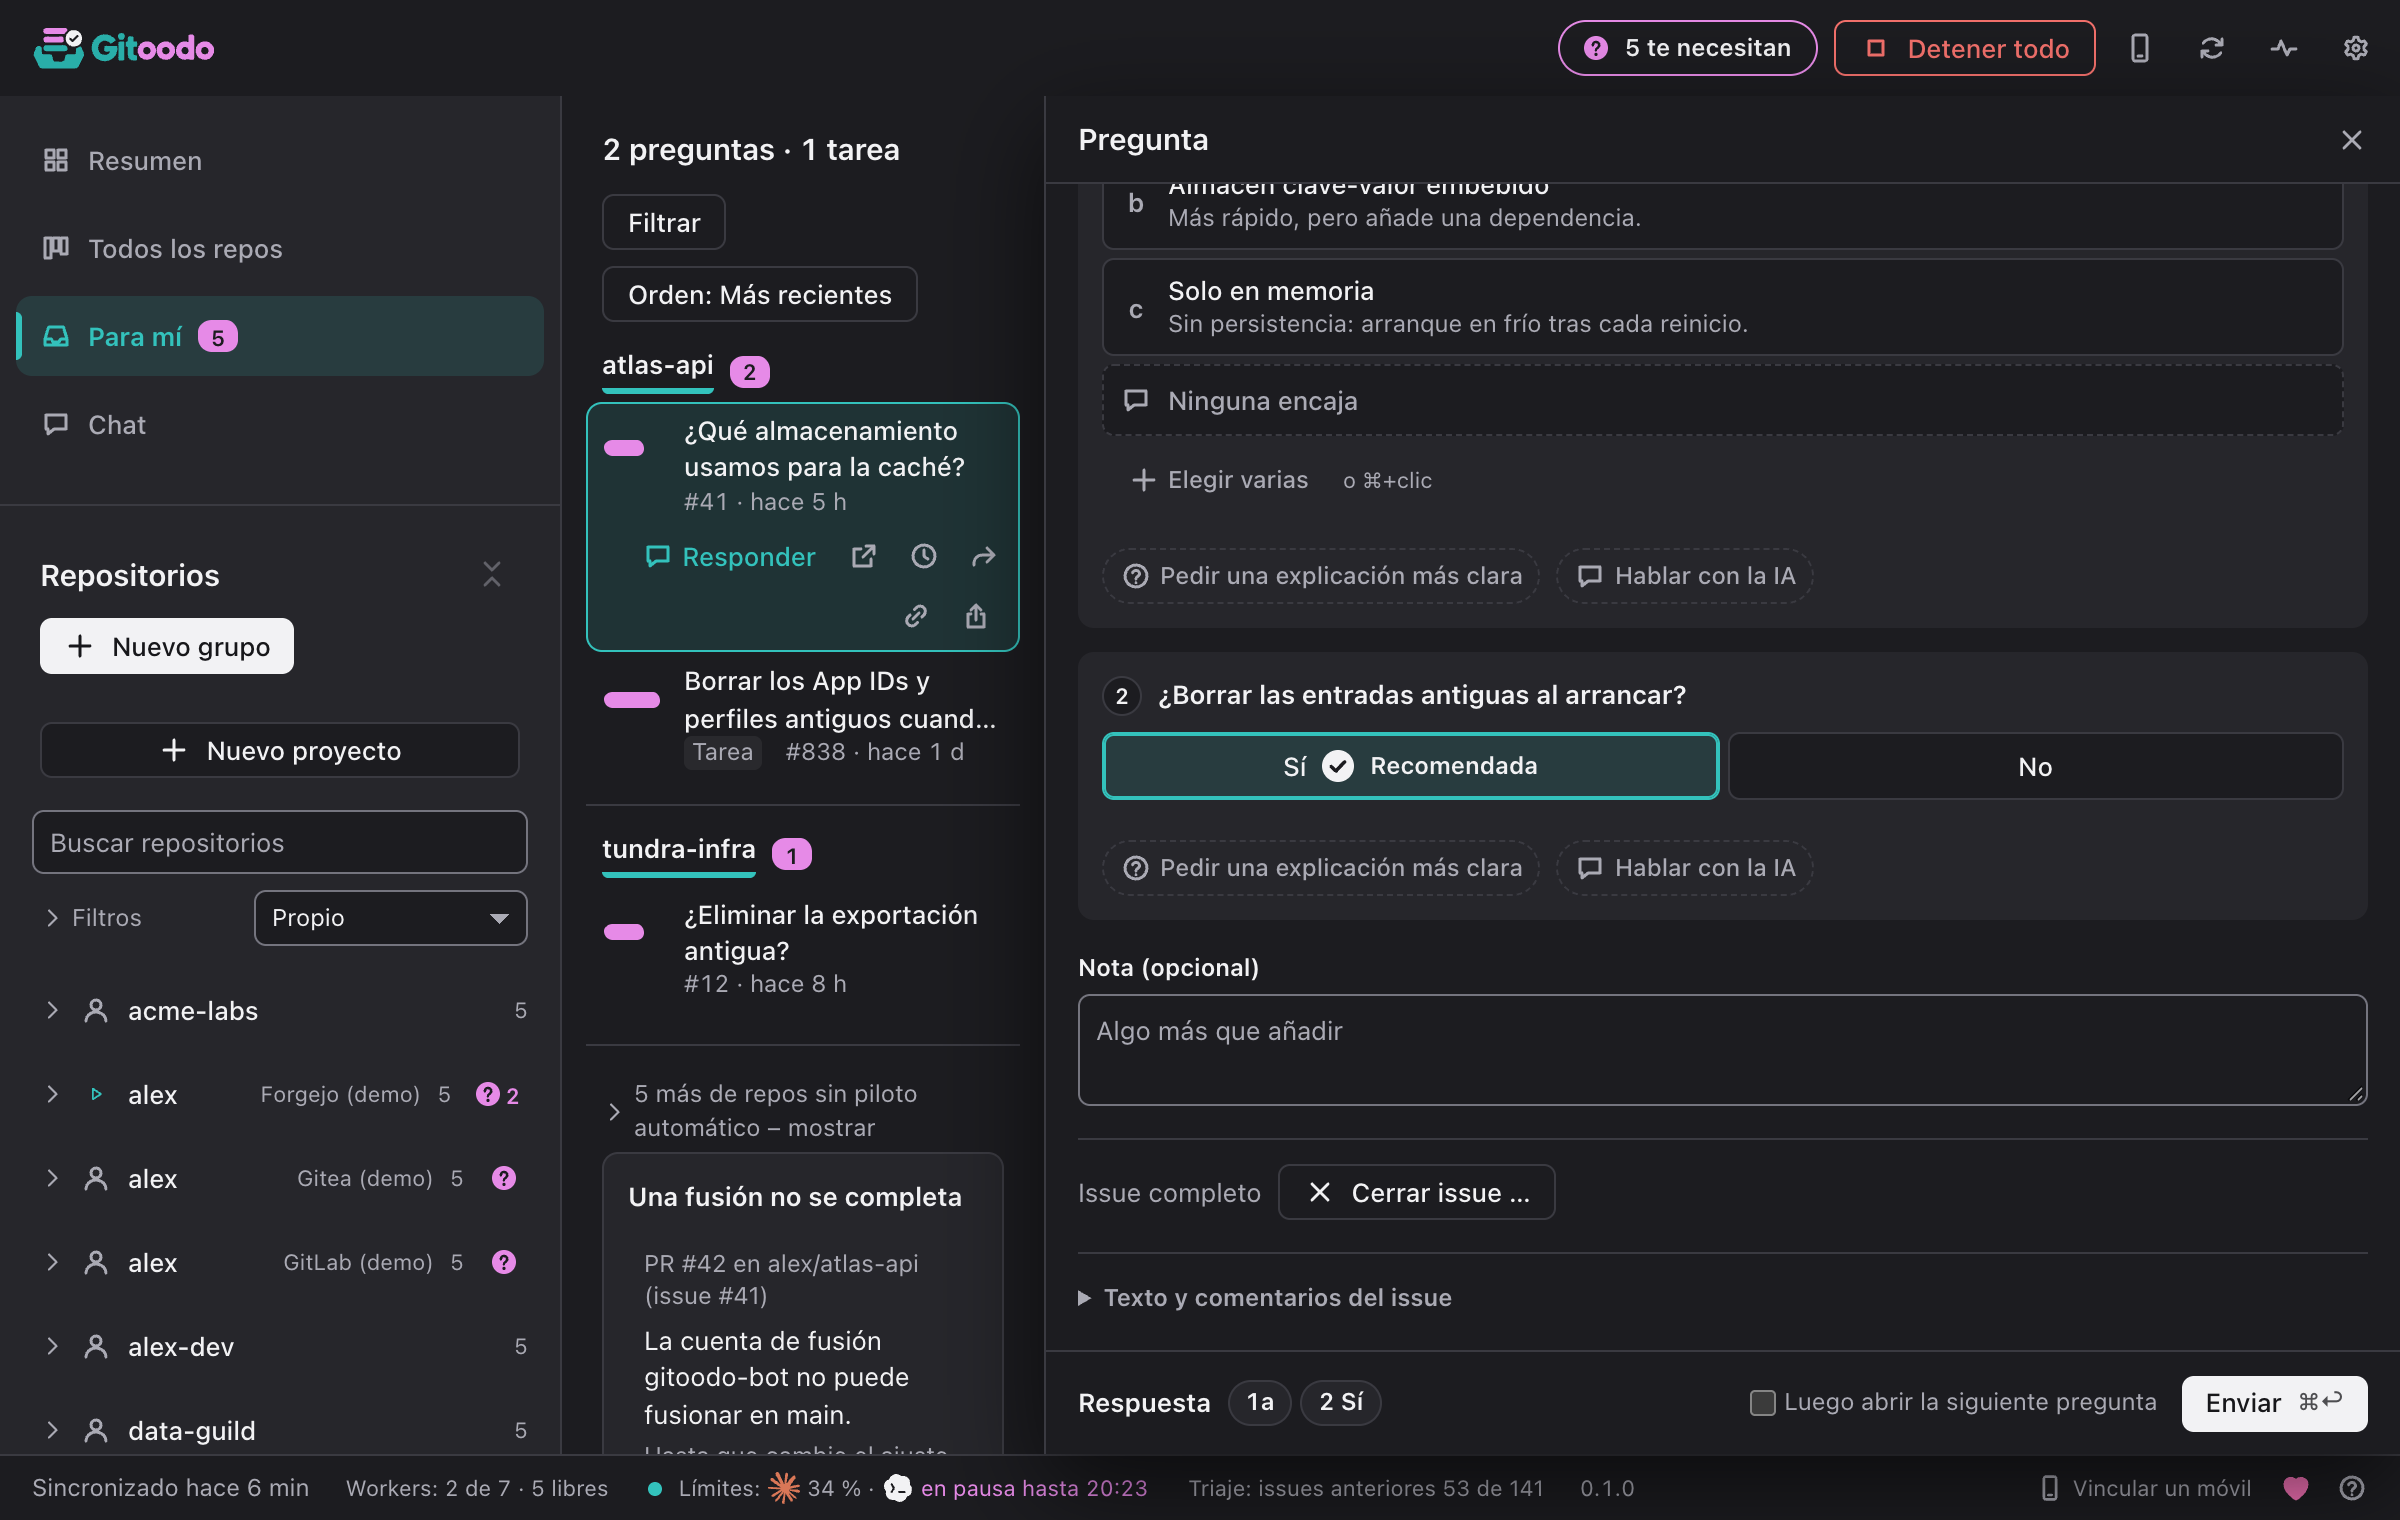 Gitoodo
5 te necesitan
Detener todo
Resumen
Todos los repos
Para mí 5
Chat
Repositorios
Nuevo grupo
Nuevo proyecto
Buscar repositorios
Filtros
Propio
acme-labs 5
alex Forgejo (demo) 5 ? 2
alex Gitea (demo) 5 ?
alex GitLab (demo) 5 ?
alex-dev 5
data-guild 5
2 preguntas · 1 tarea
Filtrar
Orden: Más recientes
atlas-api 2
¿Qué almacenamiento
usamos para la caché?
#41 · hace 5 h
Responder
Borrar los App IDs y
perfiles antiguos cuand...
Tarea #838 · hace 1 d
tundra-infra 1
¿Eliminar la exportación
antigua?
#12 · hace 8 h
5 más de repos sin piloto
automático – mostrar
Una fusión no se completa
PR #42 en alex/atlas-api
(issue #41)
La cuenta de fusión
gitoodo-bot no puede
fusionar en main.
Hasta que cambie el ajuste
Pregunta
Almacén clave-valor embebido
b
Más rápido, pero añade una dependencia.
c
Solo en memoria
Sin persistencia: arranque en frío tras cada reinicio.
Ninguna encaja
Elegir varias o ⌘+clic
Pedir una explicación más clara
Hablar con la IA
2 ¿Borrar las entradas antiguas al arrancar?
Sí Recomendada
No
Pedir una explicación más clara
Hablar con la IA
Nota (opcional)
Algo más que añadir
Issue completo
Cerrar issue ...
Texto y comentarios del issue
Respuesta 1a 2 Sí
Luego abrir la siguiente pregunta
Enviar ⌘↩
Sincronizado hace 6 min
Workers: 2 de 7 · 5 libres
Límites: 34 % · en pausa hasta 20:23
Triaje: issues anteriores 53 de 141
0.1.0
Vincular un móvil